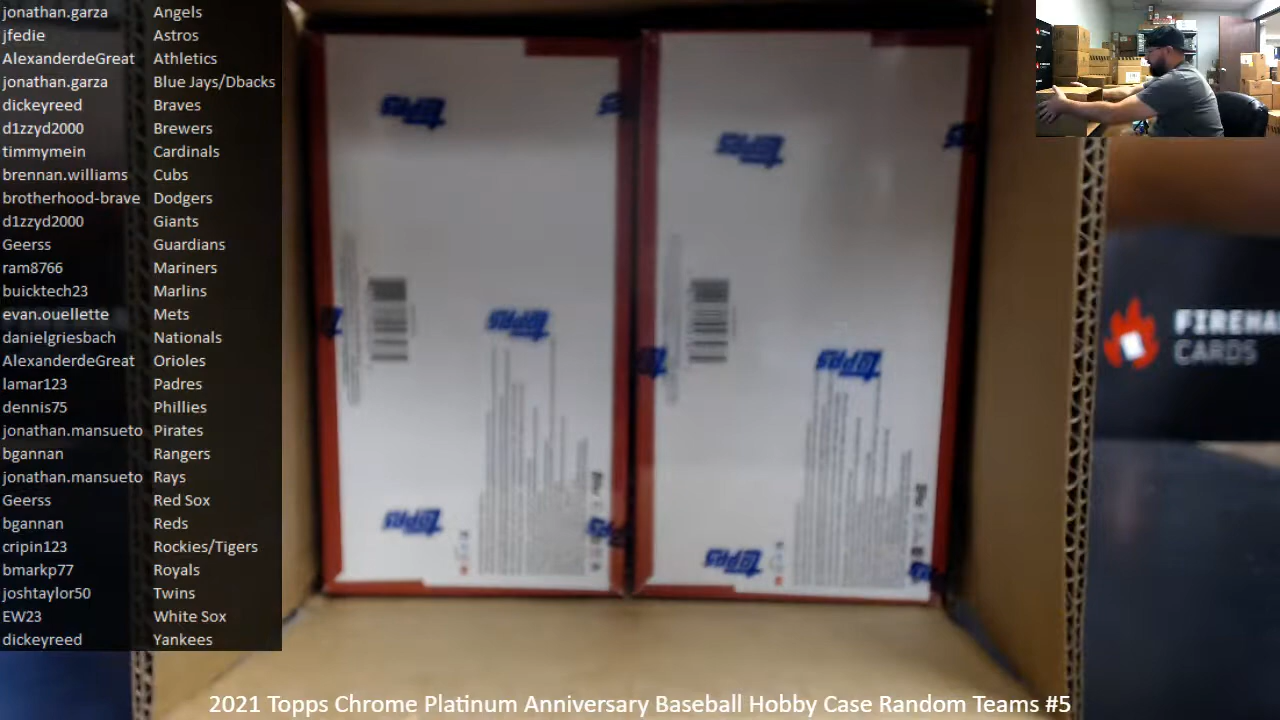 jonathan.garza Angels
jfedie Astros
AlexanderdeGreat Athletics
jonathan.garza Blue Jays/Dbacks
dickeyreed Braves
d1zzyd2000 Brewers
timmymein Cardinals
brennan.williams Cubs
brotherhood-brave Dodgers
d1zzyd2000 Giants
Geerss Guardians
ram8766 Mariners
buicktech23 Marlins
evan.ouellette Mets
danielgriesbach Nationals
AlexanderdeGreat Orioles
lamar123 Padres
dennis75 Phillies
jonathan.mansueto Pirates
bgannan Rangers
jonathan.mansueto Rays
Geerss Red Sox
bgannan Reds
cripin123 Rockies/Tigers
bmarkp77 Royals
joshtaylor50 Twins
EW23 White Sox
dickeyreed Yankees
topps
topps
topps
topps
topps
topps
FIREHA
CARDS
2021 Topps Chrome Platinum Anniversary Baseball Hobby Case Random Teams #5